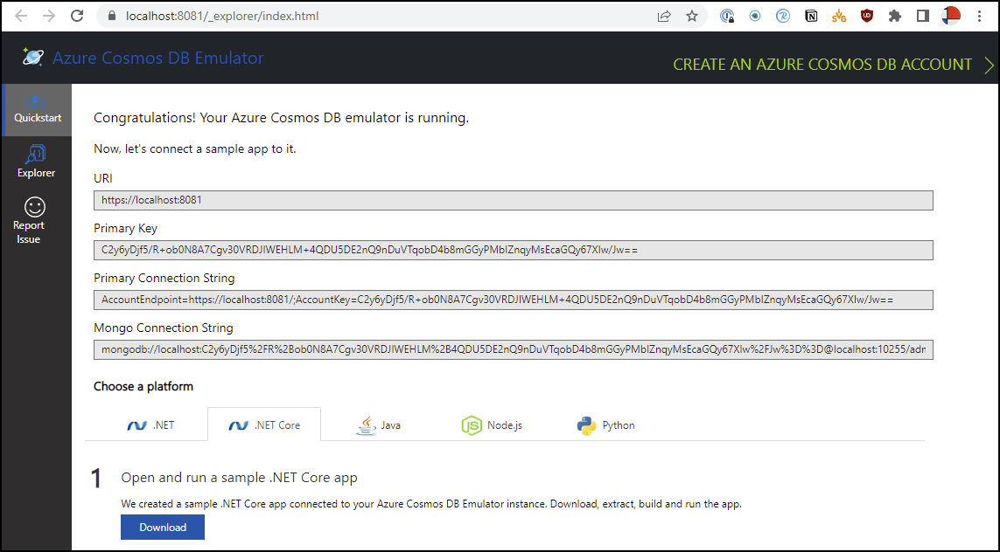 localhost:8081/_explorer/index.html
Azure Cosmos DB Emulator
CREATE AN AZURE COSMOS DB ACCOUNT
Quickstart
Explorer
Report
Issue
Congratulations! Your Azure Cosmos DB emulator is running.
Now, let's connect a sample app to it.
URI
https://localhost:8081
Primary Key
C2y6yDjf5/R+ob0N8A7Cgv30VRDJIWEHLM+4QDU5DE2nQ9nDuVTqobD4b8mGGyPMbIZnqyMsEcaGQy67XIw/Jw==
Primary Connection String
AccountEndpoint=https://localhost:8081/;AccountKey=C2y6yDjf5/R+ob0N8A7Cgv30VRDJIWEHLM+4QDU5DE2nQ9nDuVTqobD4b8mGGyPMbIZnqyMsEcaGQy67XIw/Jw==
Mongo Connection String
mongodb://localhost:C2y6yDjf5%2FR%2Bob0N8A7Cgv30VRDJIWEHLM%2B4QDU5DE2nQ9nDuVTqobD4b8mGGyPMbIZnqyMsEcaGQy67XIw%2FJw%3D%3D@localhost:10255/adm
Choose a platform
.NET
.NET Core
Java
Node.js
Python
1 Open and run a sample .NET Core app
We created a sample .NET Core app connected to your Azure Cosmos DB Emulator instance. Download, extract, build and run the app.
Download